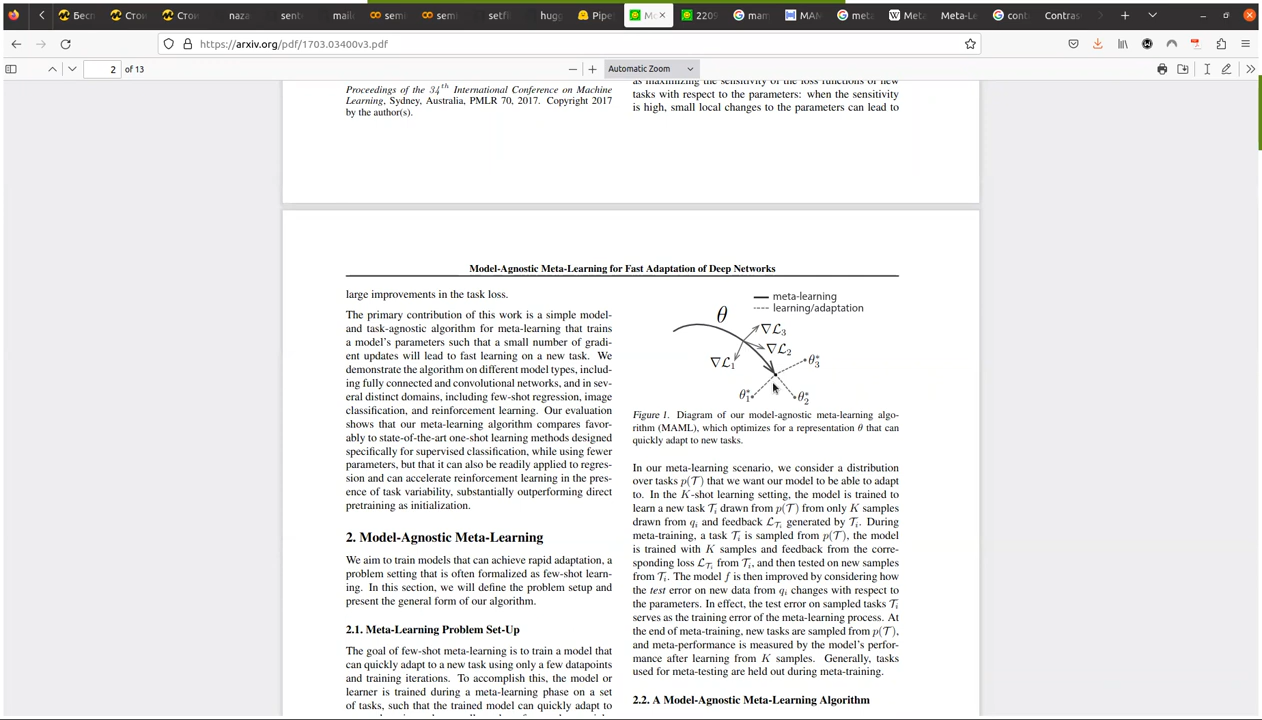 Бесп
Стои
Стои
naza
sent
maile
semi
semi
setfi
hugg
Pipe
Mo
2209
mam
MAM
meta
Meta
Meta-Le
cont
Contras
https://arxiv.org/pdf/1703.03400v3.pdf
2 of 13
Automatic Zoom
Proceedings of the 34th International Conference on Machine
Learning, Sydney, Australia, PMLR 70, 2017. Copyright 2017
by the author(s).
as maximizing the sensitivity of the loss functions of new
tasks with respect to the parameters: when the sensitivity
is high, small local changes to the parameters can lead to
Model-Agnostic Meta-Learning for Fast Adaptation of Deep Networks
large improvements in the task loss.
The primary contribution of this work is a simple model-
and task-agnostic algorithm for meta-learning that trains
a model's parameters such that a small number of gradi-
ent updates will lead to fast learning on a new task. We
demonstrate the algorithm on different model types, includ-
ing fully connected and convolutional networks, and in sev-
eral distinct domains, including few-shot regression, image
classification, and reinforcement learning. Our evaluation
shows that our meta-learning algorithm compares favor-
ably to state-of-the-art one-shot learning methods designed
specifically for supervised classification, while using fewer
parameters, but that it can also be readily applied to regres-
sion and can accelerate reinforcement learning in the pres-
ence of task variability, substantially outperforming direct
pretraining as initialization.
2. Model-Agnostic Meta-Learning
We aim to train models that can achieve rapid adaptation, a
problem setting that is often formalized as few-shot learn-
ing. In this section, we will define the problem setup and
present the general form of our algorithm.
2.1. Meta-Learning Problem Set-Up
The goal of few-shot meta-learning is to train a model that
can quickly adapt to a new task using only a few datapoints
and training iterations. To accomplish this, the model or
learner is trained during a meta-learning phase on a set
of tasks, such that the trained model can quickly adapt to
meta-learning
learning/adaptation
θ
∇ℒ₃
∇ℒ₂
∇ℒ₁
θ₃*
θ₁*
θ₂*
Figure 1. Diagram of our model-agnostic meta-learning algo-
rithm (MAML), which optimizes for a representation θ that can
quickly adapt to new tasks.
In our meta-learning scenario, we consider a distribution
over tasks p(𝒯) that we want our model to be able to adapt
to. In the K-shot learning setting, the model is trained to
learn a new task 𝒯ᵢ drawn from p(𝒯) from only K samples
drawn from qᵢ and feedback ℒ𝒯ᵢ generated by 𝒯ᵢ. During
meta-training, a task 𝒯ᵢ is sampled from p(𝒯), the model
is trained with K samples and feedback from the corre-
sponding loss ℒ𝒯ᵢ from 𝒯ᵢ, and then tested on new samples
from 𝒯ᵢ. The model f is then improved by considering how
the test error on new data from qᵢ changes with respect to
the parameters. In effect, the test error on sampled tasks 𝒯ᵢ
serves as the training error of the meta-learning process. At
the end of meta-training, new tasks are sampled from p(𝒯),
and meta-performance is measured by the model's perfor-
mance after learning from K samples. Generally, tasks
used for meta-testing are held out during meta-training.
2.2. A Model-Agnostic Meta-Learning Algorithm